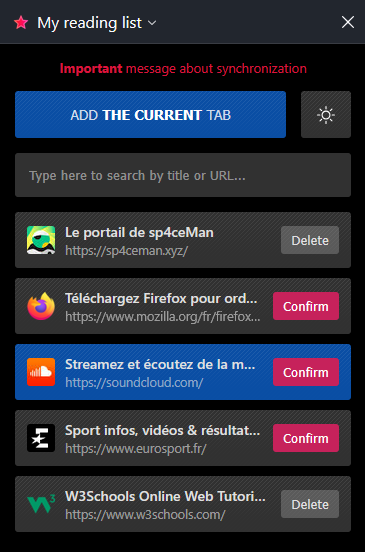 My reading list
Important message about synchronization
ADD THE CURRENT TAB
Type here to search by title or URL...
Le portail de sp4ceMan
https://sp4ceman.xyz/
Delete
Téléchargez Firefox pour ord...
https://www.mozilla.org/fr/firefox...
Confirm
Streamez et écoutez de la m...
https://soundcloud.com/
Confirm
Sport infos, vidéos & résultat...
https://www.eurosport.fr/
Confirm
W3Schools Online Web Tutori...
https://www.w3schools.com/
Delete